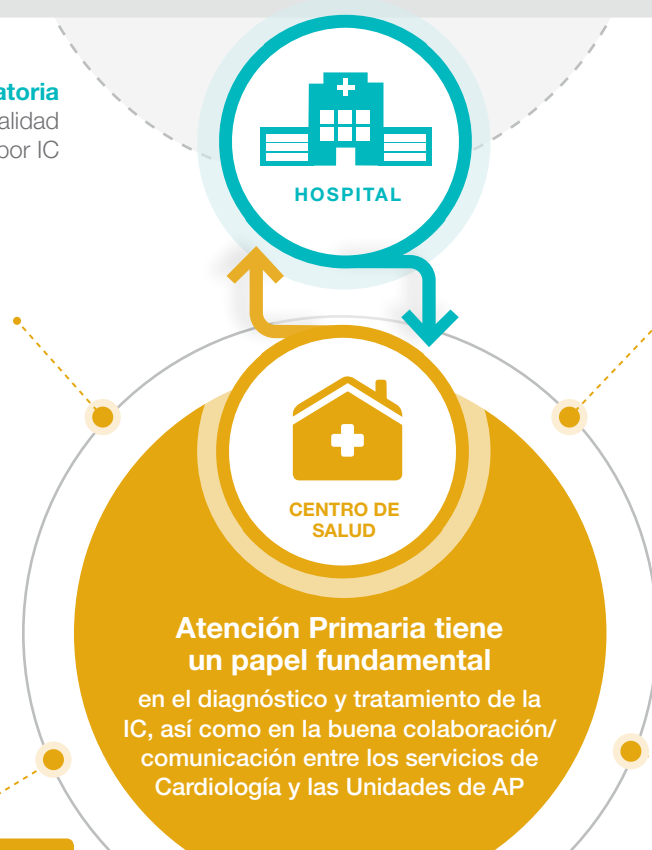 atoria
alidad
por IC
HOSPITAL
CENTRO DE
SALUD
Atención Primaria tiene
un papel fundamental
en el diagnóstico y tratamiento de la
IC, así como en la buena colaboración/
comunicación entre los servicios de
Cardiología y las Unidades de AP